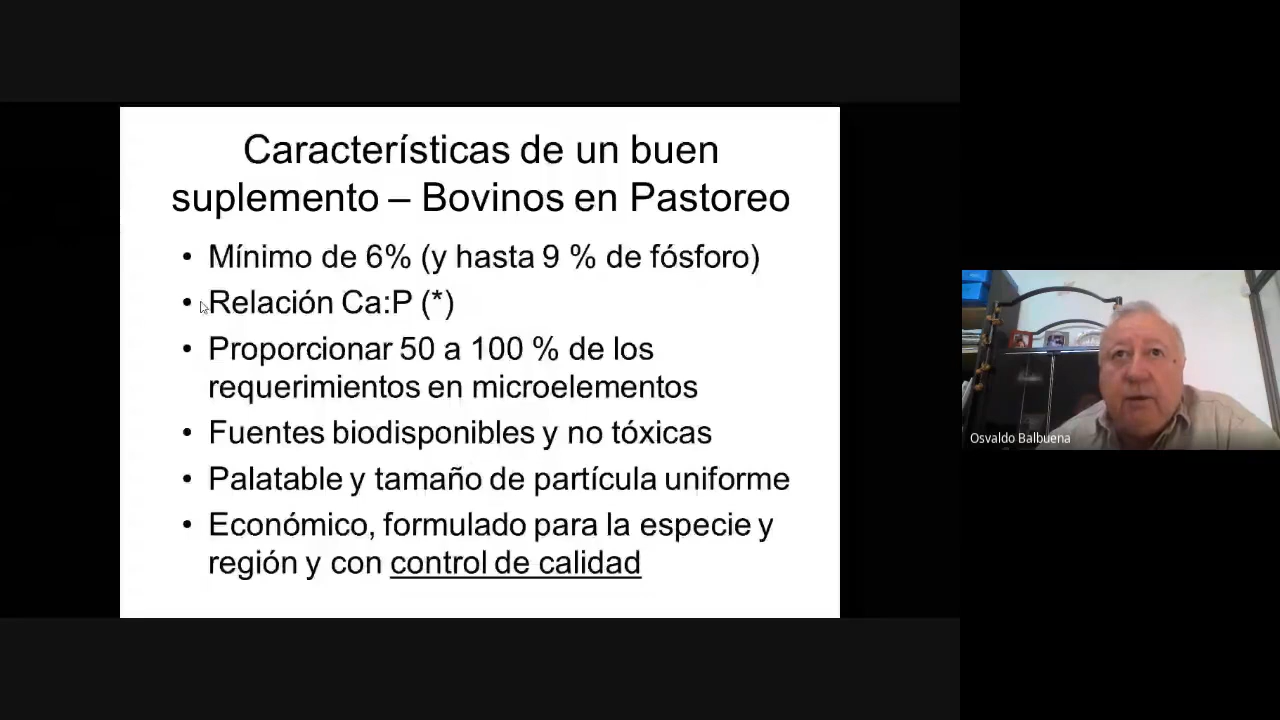 Características de un buen
suplemento – Bovinos en Pastoreo
• Mínimo de 6% (y hasta 9 % de fósforo)
• Relación Ca:P (*)
• Proporcionar 50 a 100 % de los
requerimientos en microelementos
• Fuentes biodisponibles y no tóxicas
• Palatable y tamaño de partícula uniforme
• Económico, formulado para la especie y
región y con control de calidad
Osvaldo Balbuena